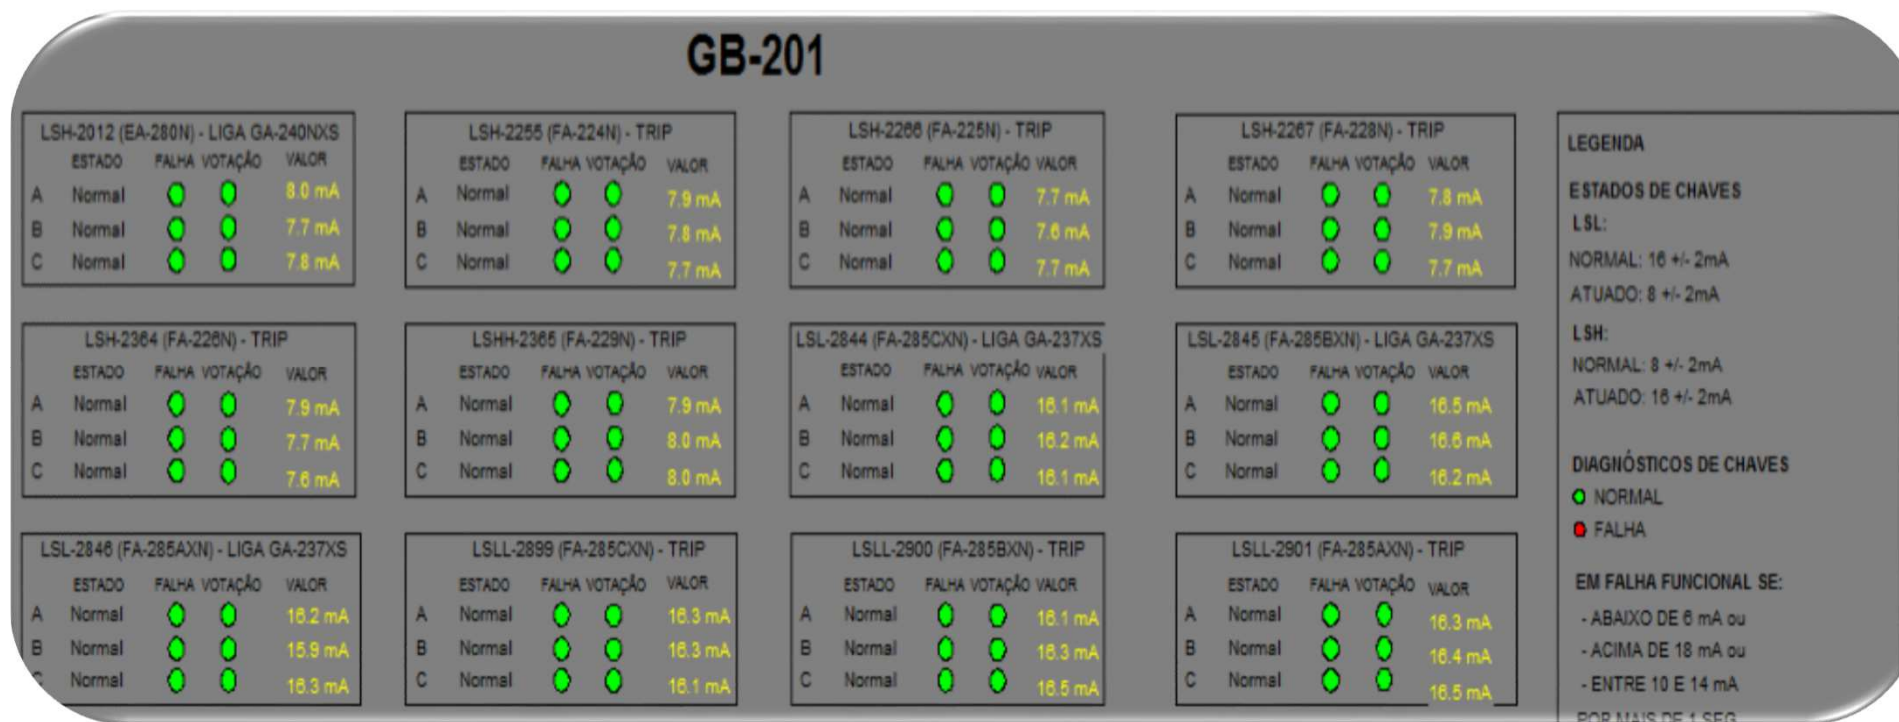 GB-201
LSH-2012 (EA-280N) - LIGA GA-240NXS
ESTADO FALHA VOTAÇÃO VALOR
A Normal 8.0 mA
B Normal 7.7 mA
C Normal 7.8 mA
LSH-2255 (FA-224N) - TRIP
ESTADO FALHA VOTAÇÃO VALOR
A Normal 7.9 mA
B Normal 7.8 mA
C Normal 7.7 mA
LSH-2266 (FA-225N) - TRIP
ESTADO FALHA VOTAÇÃO VALOR
A Normal 7.7 mA
B Normal 7.6 mA
C Normal 7.7 mA
LSH-2267 (FA-228N) - TRIP
ESTADO FALHA VOTAÇÃO VALOR
A Normal 7.8 mA
B Normal 7.9 mA
C Normal 7.7 mA
LSH-2364 (FA-226N) - TRIP
ESTADO FALHA VOTAÇÃO VALOR
A Normal 7.9 mA
B Normal 7.7 mA
C Normal 7.6 mA
LSHH-2365 (FA-229N) - TRIP
ESTADO FALHA VOTAÇÃO VALOR
A Normal 7.9 mA
B Normal 8.0 mA
C Normal 8.0 mA
LSL-2844 (FA-285CXN) - LIGA GA-237XS
ESTADO FALHA VOTAÇÃO VALOR
A Normal 16.1 mA
B Normal 16.2 mA
C Normal 16.1 mA
LSL-2845 (FA-285BXN) - LIGA GA-237XS
ESTADO FALHA VOTAÇÃO VALOR
A Normal 16.5 mA
B Normal 16.6 mA
C Normal 16.2 mA
LSL-2846 (FA-285AXN) - LIGA GA-237XS
ESTADO FALHA VOTAÇÃO VALOR
A Normal 16.2 mA
B Normal 15.9 mA
C Normal 16.3 mA
LSLL-2899 (FA-285CXN) - TRIP
ESTADO FALHA VOTAÇÃO VALOR
A Normal 16.3 mA
B Normal 16.3 mA
C Normal 16.1 mA
LSLL-2900 (FA-285BXN) - TRIP
ESTADO FALHA VOTAÇÃO VALOR
A Normal 16.1 mA
B Normal 16.3 mA
C Normal 16.5 mA
LSLL-2901 (FA-285AXN) - TRIP
ESTADO FALHA VOTAÇÃO VALOR
A Normal 16.3 mA
B Normal 16.4 mA
C Normal 16.5 mA
LEGENDA
ESTADOS DE CHAVES
LSL:
NORMAL: 16 +/- 2mA
ATUADO: 8 +/- 2mA
LSH:
NORMAL: 8 +/- 2mA
ATUADO: 16 +/- 2mA
DIAGNÓSTICOS DE CHAVES
NORMAL
FALHA
EM FALHA FUNCIONAL SE:
- ABAIXO DE 6 mA ou
- ACIMA DE 18 mA ou
- ENTRE 10 E 14 mA
POR MAIS DE 1 SEG